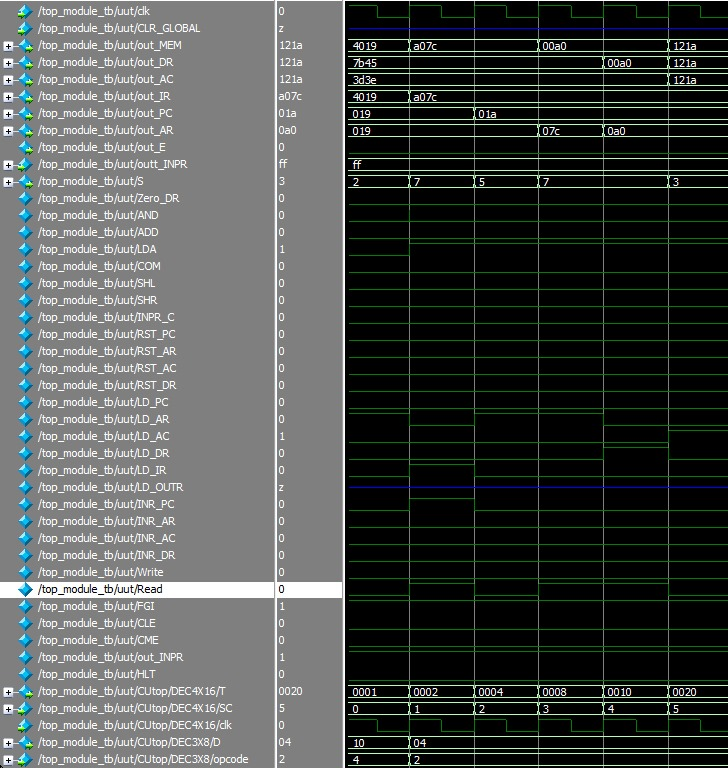 /top_module_tb/uut/clk 0
/top_module_tb/uut/CLR_GLOBAL z
/top_module_tb/uut/out_MEM 121a 4019 a07c 00a0 121a
/top_module_tb/uut/out_DR 121a 7b45 00a0 121a
/top_module_tb/uut/out_AC 121a 3d3e 121a
/top_module_tb/uut/out_IR a07c 4019 a07c
/top_module_tb/uut/out_PC 01a 019 01a
/top_module_tb/uut/out_AR 0a0 019 07c 0a0
/top_module_tb/uut/out_E 0
/top_module_tb/uut/outt_INPR ff ff
/top_module_tb/uut/S 3 2 7 5 7 3
/top_module_tb/uut/Zero_DR 0
/top_module_tb/uut/AND 0
/top_module_tb/uut/ADD 0
/top_module_tb/uut/LDA 1
/top_module_tb/uut/COM 0
/top_module_tb/uut/SHL 0
/top_module_tb/uut/SHR 0
/top_module_tb/uut/INPR_C 0
/top_module_tb/uut/RST_PC 0
/top_module_tb/uut/RST_AR 0
/top_module_tb/uut/RST_AC 0
/top_module_tb/uut/RST_DR 0
/top_module_tb/uut/LD_PC 0
/top_module_tb/uut/LD_AR 0
/top_module_tb/uut/LD_AC 1
/top_module_tb/uut/LD_DR 0
/top_module_tb/uut/LD_IR 0
/top_module_tb/uut/LD_OUTR z
/top_module_tb/uut/INR_PC 0
/top_module_tb/uut/INR_AR 0
/top_module_tb/uut/INR_AC 0
/top_module_tb/uut/INR_DR 0
/top_module_tb/uut/Write 0
/top_module_tb/uut/Read 0
/top_module_tb/uut/FGI 1
/top_module_tb/uut/CLE 0
/top_module_tb/uut/CME 0
/top_module_tb/uut/out_INPR 1
/top_module_tb/uut/HLT 0
/top_module_tb/uut/CUtop/DEC4X16/T 0020 0001 0002 0004 0008 0010 0020
/top_module_tb/uut/CUtop/DEC4X16/SC 5 0 1 2 3 4 5
/top_module_tb/uut/CUtop/DEC4X16/clk 0
/top_module_tb/uut/CUtop/DEC3X8/D 04 10 04
/top_module_tb/uut/CUtop/DEC3X8/opcode 2 4 2